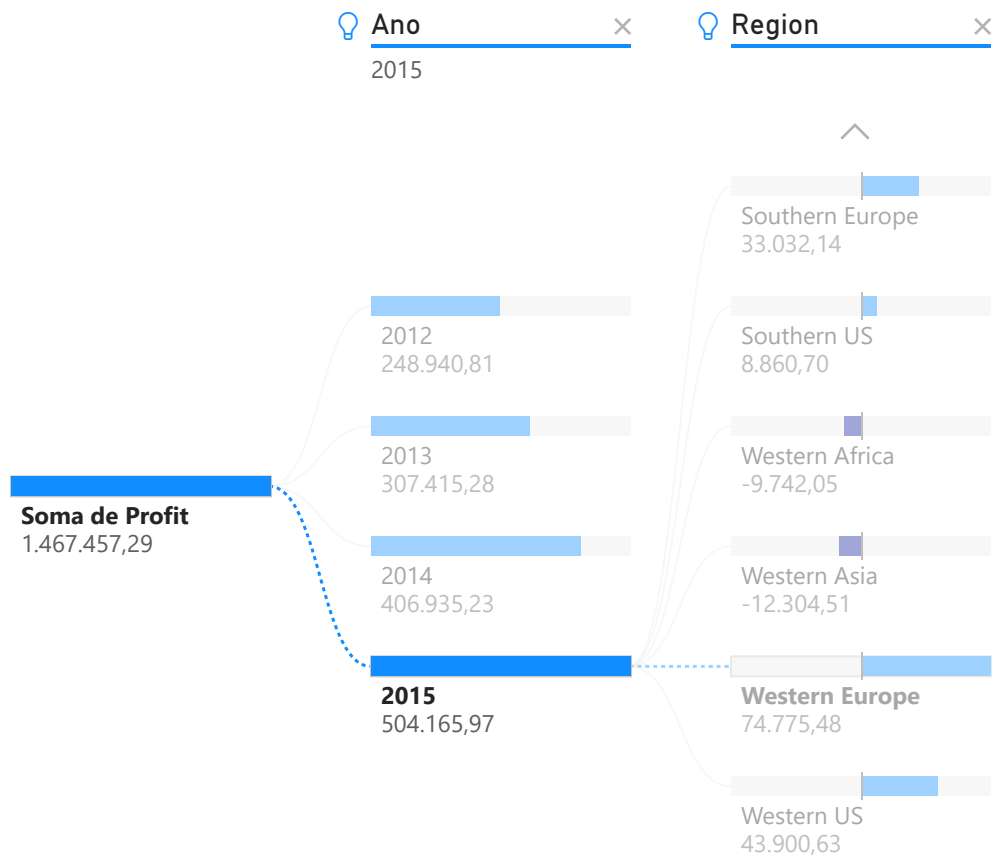 Ano
Region
2015
Southern Europe
33.032,14
2012
248.940,81
Southern US
8.860,70
2013
307.415,28
Western Africa
-9.742,05
Soma de Profit
1.467.457,29
2014
406.935,23
Western Asia
-12.304,51
2015
504.165,97
Western Europe
74.775,48
Western US
43.900,63